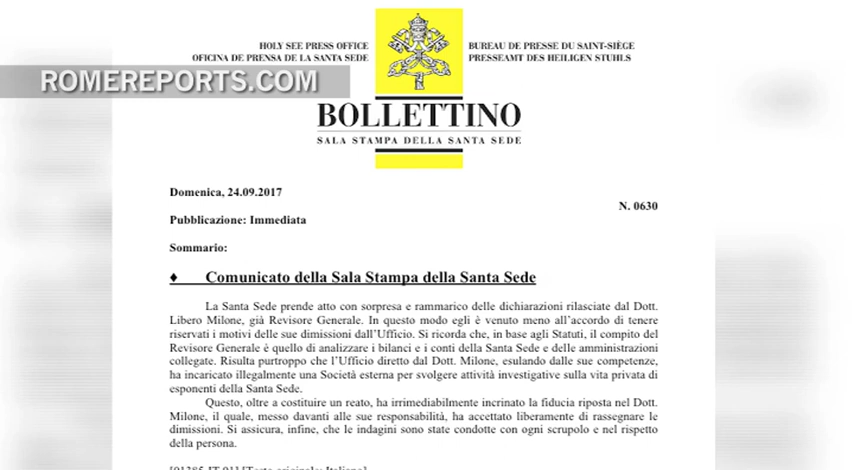 HOLY SEE PRESS OFFICE
OFICINA DE PRENSA DE LA SANTA SEDE
BUREAU DE PRESSE DU SAINT-SIÈGE
PRESSEAMT DES HEILIGEN STUHLS
ROMEREPORTS.COM
BOLLETTINO
SALA STAMPA DELLA SANTA SEDE
Domenica, 24.09.2017
N. 0630
Pubblicazione: Immediata
Sommario:
♦ Comunicato della Sala Stampa della Santa Sede
La Santa Sede prende atto con sorpresa e rammarico delle dichiarazioni rilasciate dal Dott.
Libero Milone, già Revisore Generale. In questo modo egli è venuto meno all'accordo di tenere
riservati i motivi delle sue dimissioni dall'Ufficio. Si ricorda che, in base agli Statuti, il compito del
Revisore Generale è quello di analizzare i bilanci e i conti della Santa Sede e delle amministrazioni
collegate. Risulta purtroppo che l'Ufficio diretto dal Dott. Milone, esulando dalle sue competenze,
ha incaricato illegalmente una Società esterna per svolgere attività investigative sulla vita privata di
esponenti della Santa Sede.
Questo, oltre a costituire un reato, ha irrimediabilmente incrinato la fiducia riposta nel Dott.
Milone, il quale, messo davanti alle sue responsabilità, ha accettato liberamente di rassegnare le
dimissioni. Si assicura, infine, che le indagini sono state condotte con ogni scrupolo e nel rispetto
della persona.
[01385-IT.01] [Testo originale: Italiano]